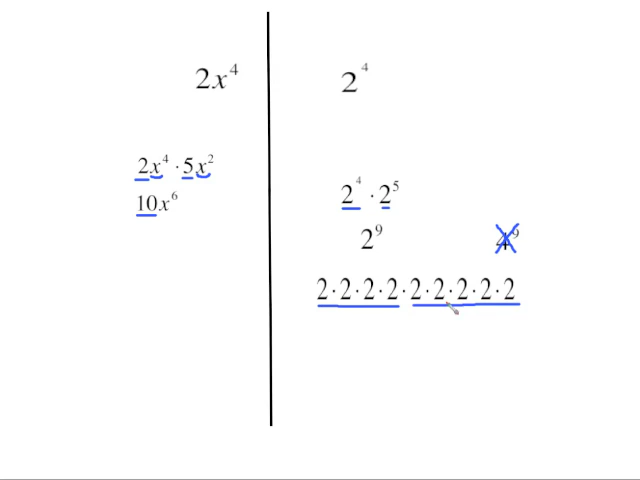 2x⁴
2x⁴ · 5x²
10x⁶
2⁴
2⁴ · 2⁵
2⁹ 4⁹
2 · 2 · 2 · 2 · 2 · 2 · 2 · 2 · 2